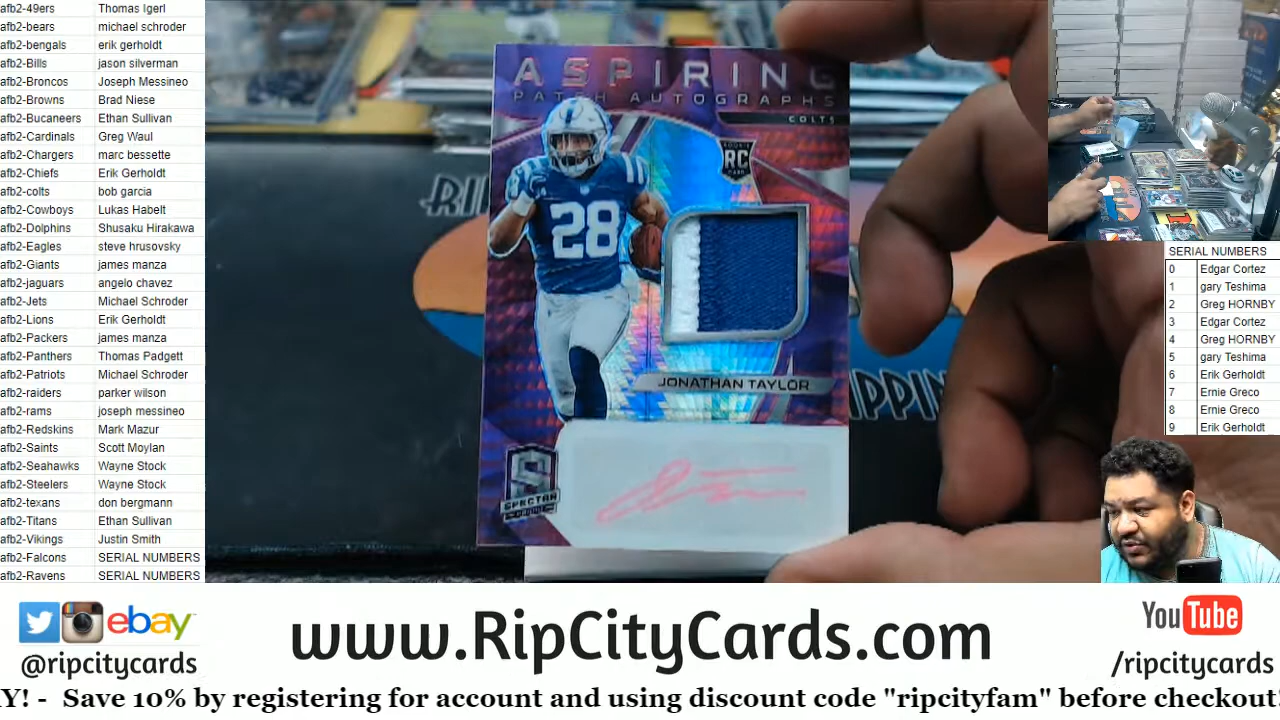 afb2-49ers Thomas Igerl
afb2-bears michael schroder
afb2-bengals erik gerholdt
afb2-Bills jason silverman
afb2-Broncos Joseph Messineo
afb2-Browns Brad Niese
afb2-Bucaneers Ethan Sullivan
afb2-Cardinals Greg Waul
afb2-Chargers marc bessette
afb2-Chiefs Erik Gerholdt
afb2-colts bob garcia
afb2-Cowboys Lukas Habelt
afb2-Dolphins Shusaku Hirakawa
afb2-Eagles steve hrusovsky
afb2-Giants james manza
afb2-jaguars angelo chavez
afb2-Jets Michael Schroder
afb2-Lions Erik Gerholdt
afb2-Packers james manza
afb2-Panthers Thomas Padgett
afb2-Patriots Michael Schroder
afb2-raiders parker wilson
afb2-rams joseph messineo
afb2-Redskins Mark Mazur
afb2-Saints Scott Moylan
afb2-Seahawks Wayne Stock
afb2-Steelers Wayne Stock
afb2-texans don bergmann
afb2-Titans Ethan Sullivan
afb2-Vikings Justin Smith
afb2-Falcons SERIAL NUMBERS
afb2-Ravens SERIAL NUMBERS
ASPIRING
PATCH AUTOGRAPHS
COLTS
ROOKIE
RC
CARD
28
JONATHAN TAYLOR
S
SPECTRA
RIP
IPPIN
SERIAL NUMBERS
0 Edgar Cortez
1 gary Teshima
2 Greg HORNBY
3 Edgar Cortez
4 Greg HORNBY
5 gary Teshima
6 Erik Gerholdt
7 Ernie Greco
8 Ernie Greco
9 Erik Gerholdt
ebay
@ripcitycards
www.RipCityCards.com
YouTube
/ripcitycards
Y! - Save 10% by registering for account and using discount code "ripcityfam" before checkout!